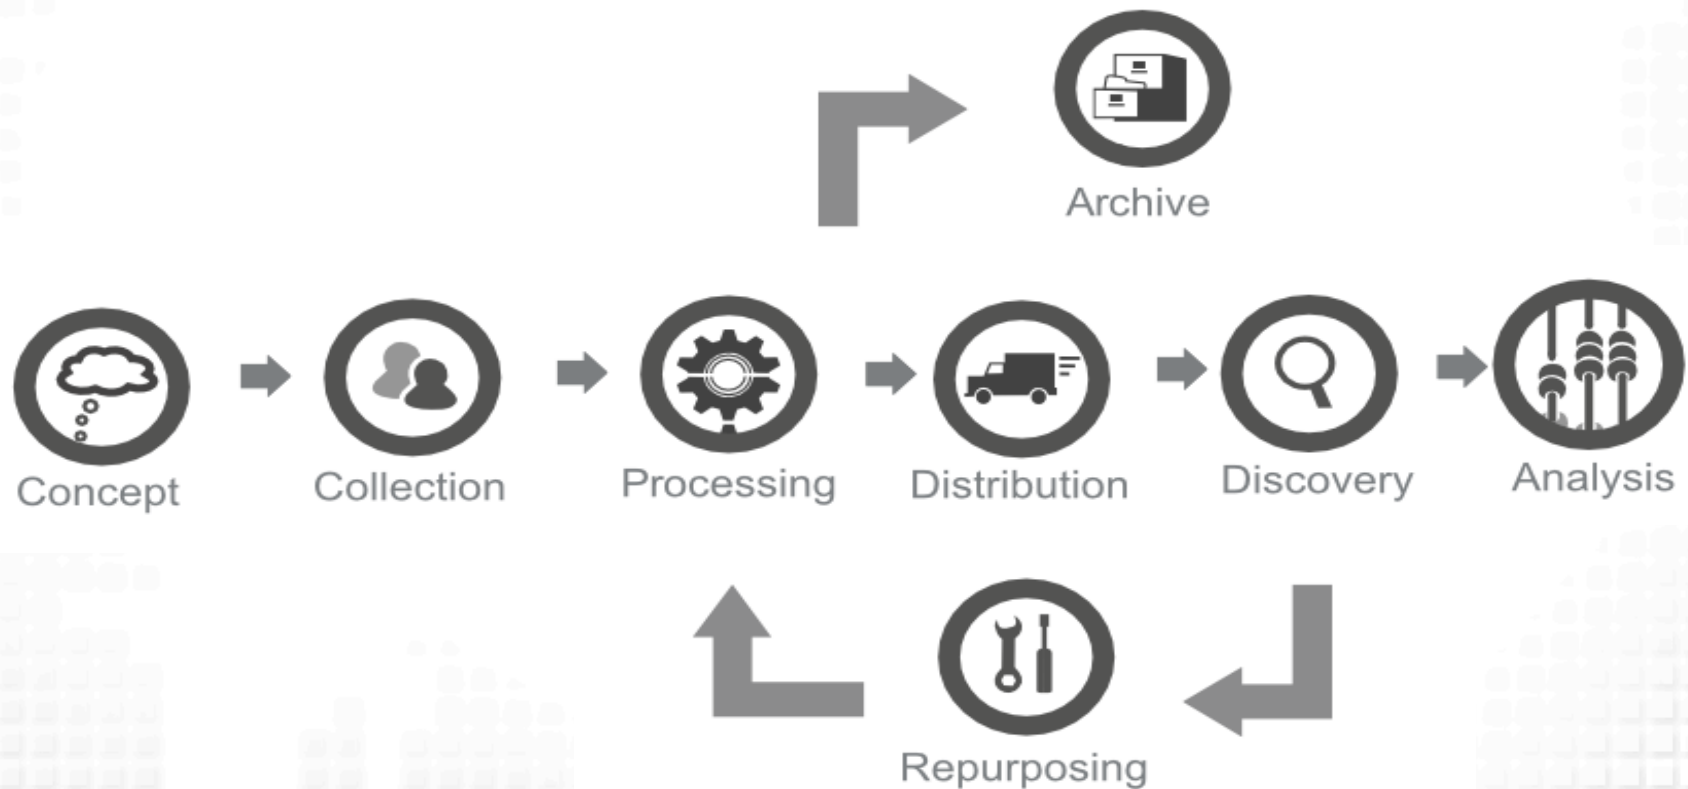 Archive
Concept
Collection
Processing
Distribution
Discovery
Analysis
Repurposing